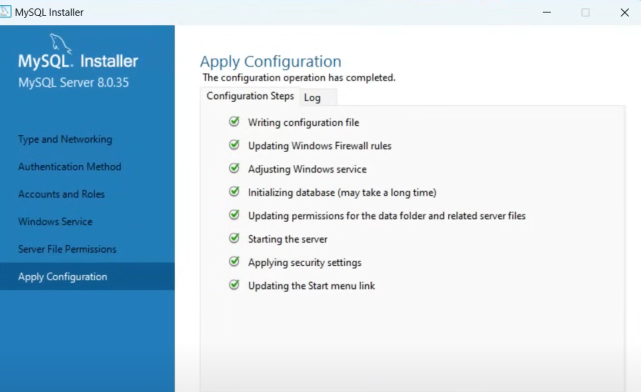 MySQL Installer
MySQL. Installer
MySQL Server 8.0.35
Type and Networking
Authentication Method
Accounts and Roles
Windows Service
Server File Permissions
Apply Configuration
Apply Configuration
The configuration operation has completed.
Configuration Steps Log
Writing configuration file
Updating Windows Firewall rules
Adjusting Windows service
Initializing database (may take a long time)
Updating permissions for the data folder and related server files
Starting the server
Applying security settings
Updating the Start menu link